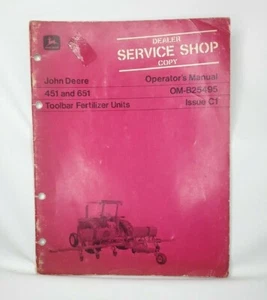 DEALER
SERVICE SHOP
COPY
John Deere
451 and 651
Toolbar Fertilizer Units
Operator's Manual
OM-B25495
Issue C1